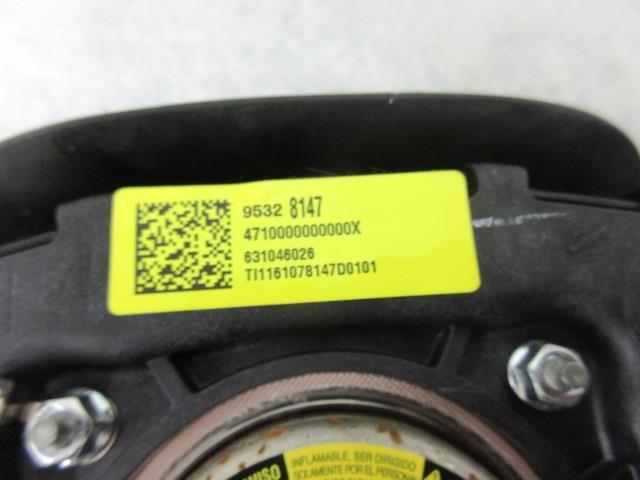 9532 8147
4710000000000X
631046026
TI1161078147D0101
INFLAMABLE, SER DIRIGIDO
SOLAMENTE POR EL PERSONAL